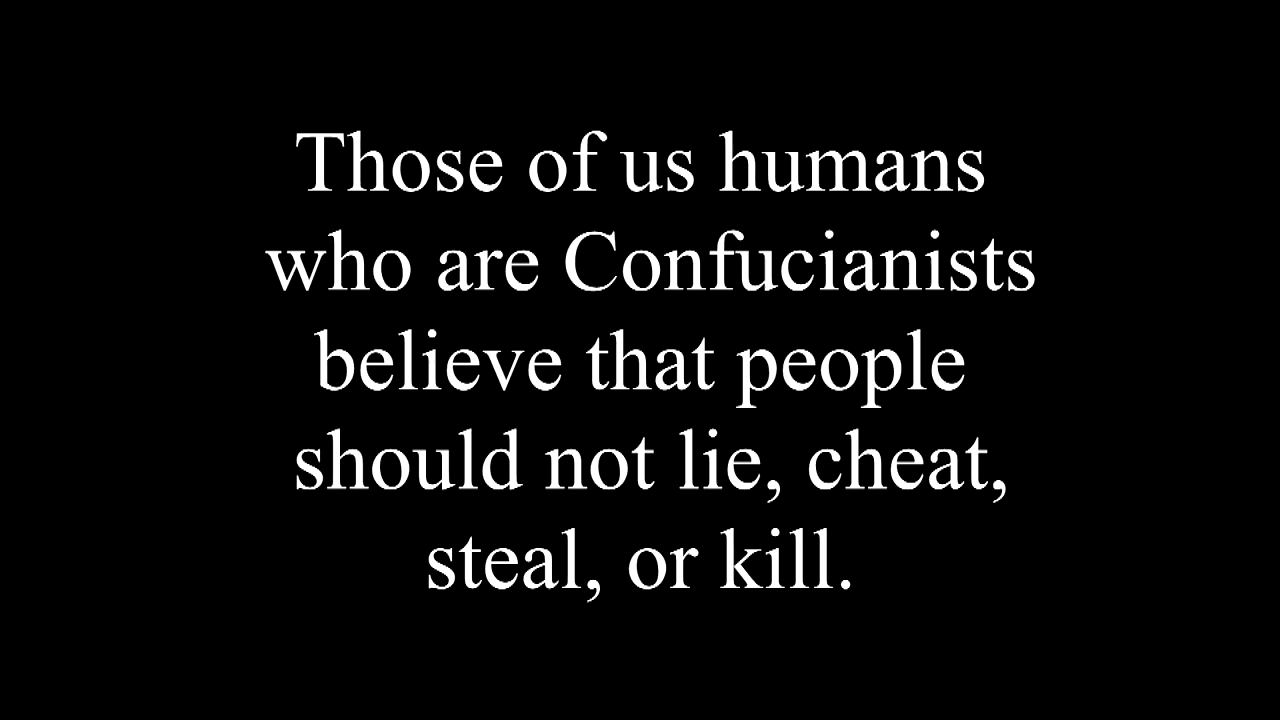 Those of us humans
who are Confucianists
believe that people
should not lie, cheat,
steal, or kill.